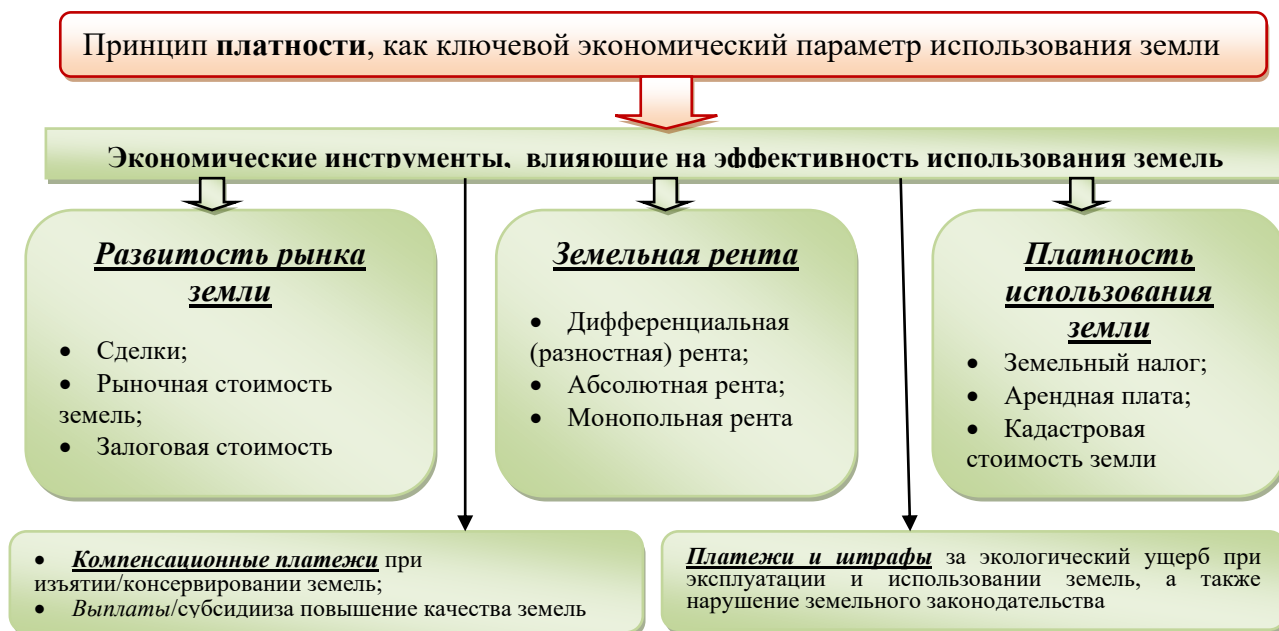 Принцип платности, как ключевой экономический параметр использования земли
Экономические инструменты, влияющие на эффективность использования земель
Развитость рынка
земли
• Сделки;
• Рыночная стоимость
земель;
• Залоговая стоимость
Земельная рента
• Дифференциальная
(разностная) рента;
• Абсолютная рента;
• Монопольная рента
Платность
использования
земли
• Земельный налог;
• Арендная плата;
• Кадастровая
стоимость земли
• Компенсационные платежи при
изъятии/консервировании земель;
• Выплаты/субсидииза повышение качества земель
Платежи и штрафы за экологический ущерб при
эксплуатации и использовании земель, а также
нарушение земельного законодательства